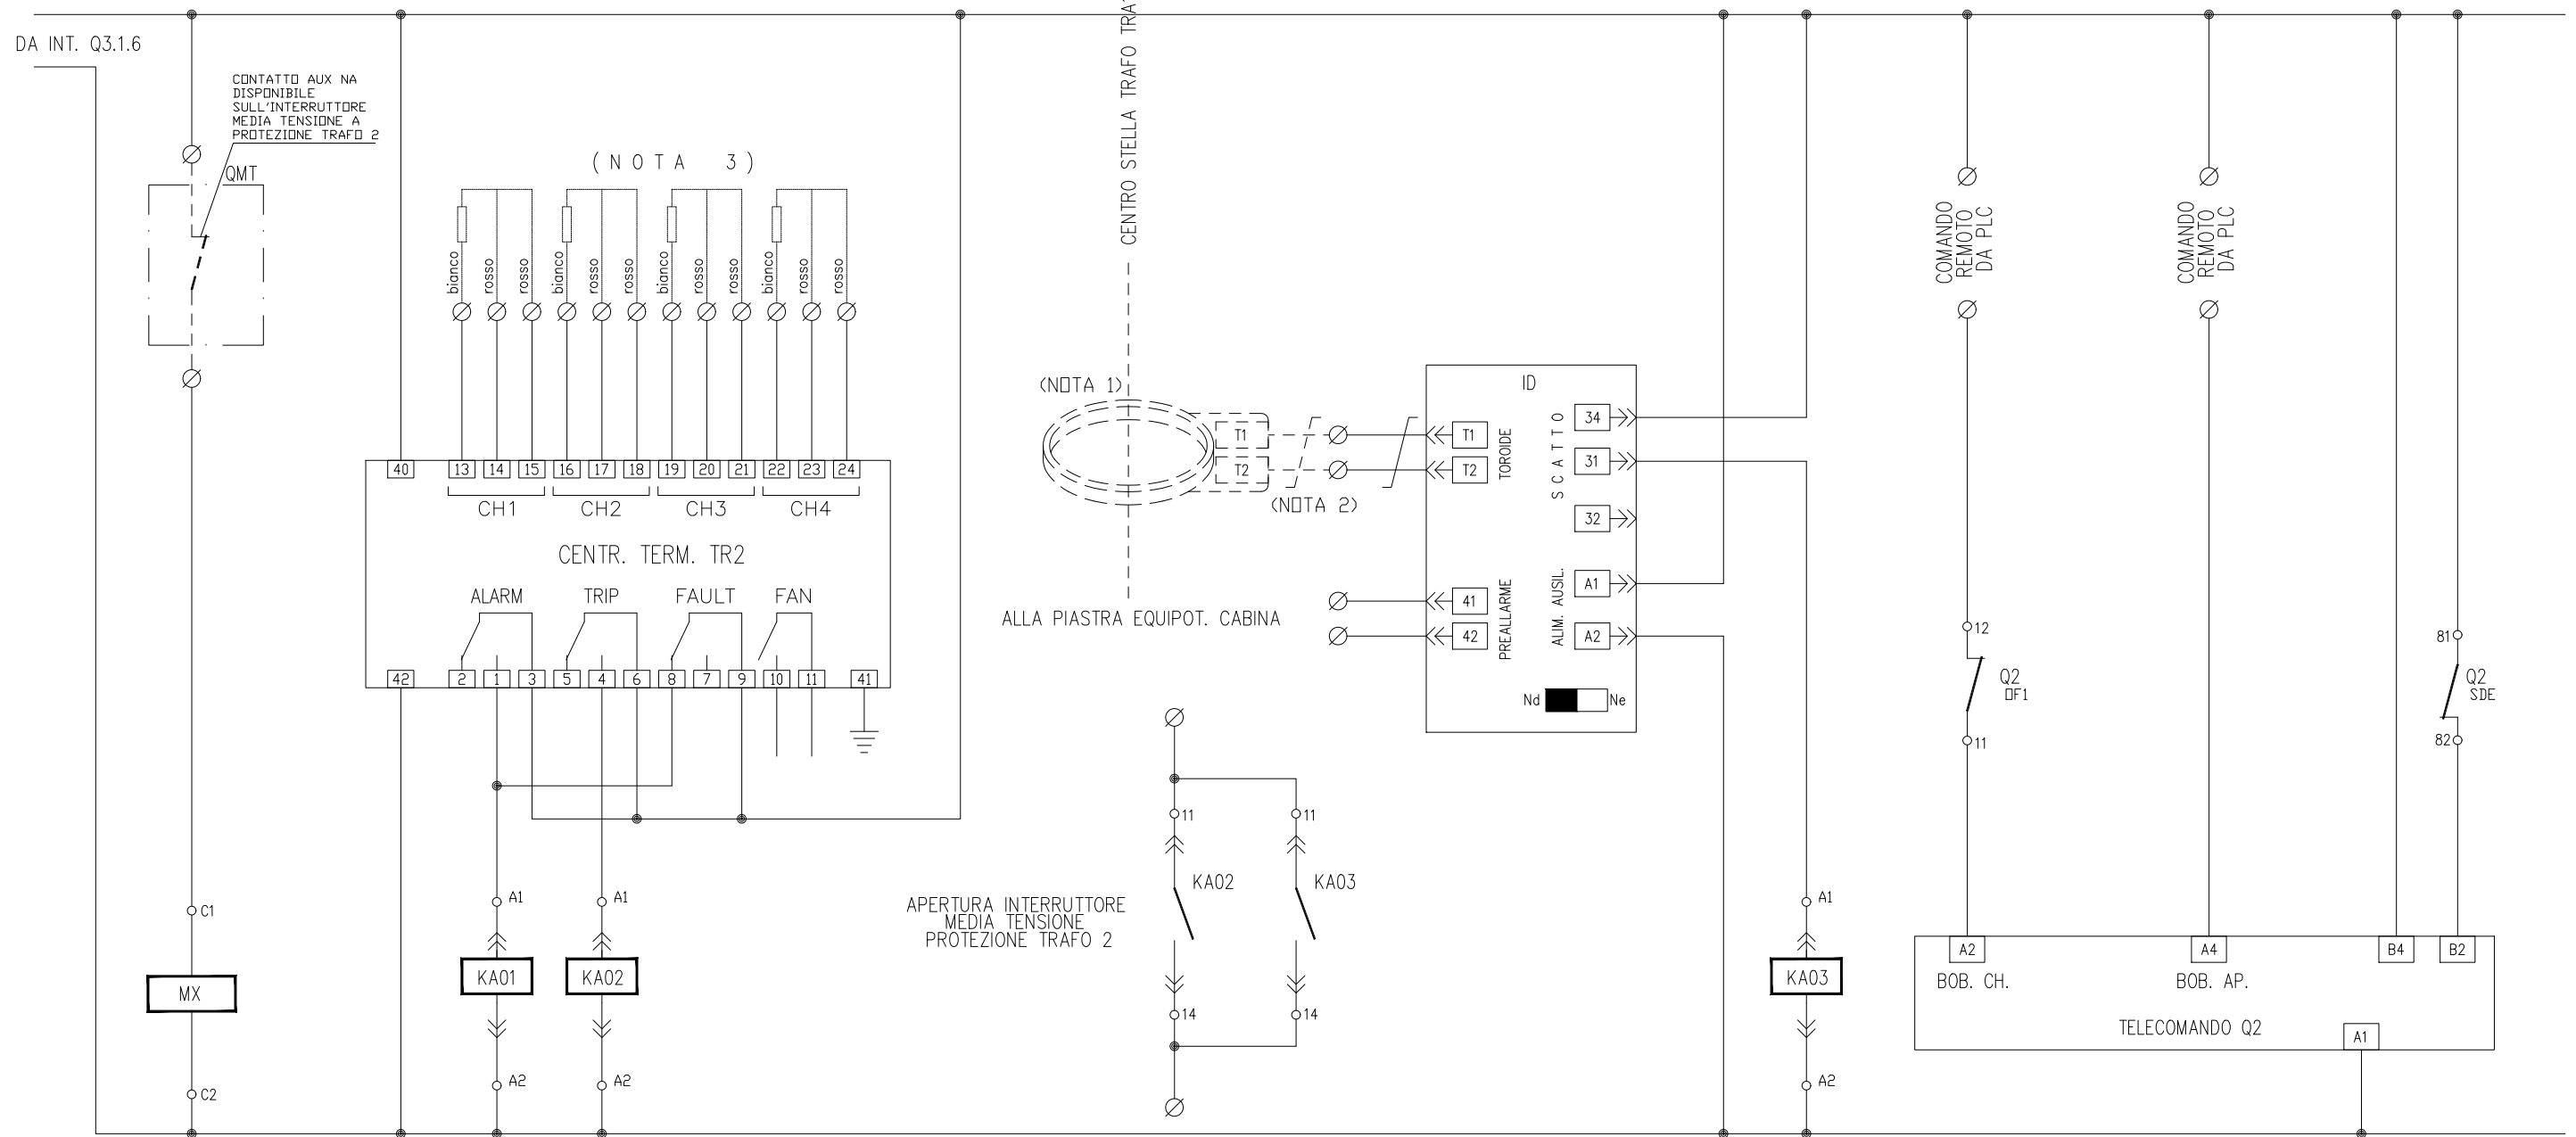 DA INT. Q3.1.6
CONTATTO AUX NA
DISPONIBILE
SULL'INTERRUTTORE
MEDIA TENSIONE A
PROTEZIONE TRAFO 2
QMT
C1
MX
C2
(NOTA 3)
bianco
rosso
rosso
bianco
rosso
rosso
bianco
rosso
rosso
bianco
rosso
rosso
40
13
14
15
16
17
18
19
20
21
22
23
24
CH1
CH2
CH3
CH4
CENTR. TERM. TR2
ALARM
TRIP
FAULT
FAN
42
2
1
3
5
4
6
8
7
9
10
11
41
A1
A1
KA01
KA02
A2
A2
CENTRO STELLA TRAFO
(NOTA 1)
T1
T2
(NOTA 2)
ALLA PIASTRA EQUIPOT. CABINA
ID
T1
T2
TOROIDE
34
31
32
SCATTO
41
42
PREALLARME
A1
A2
ALIM. AUSIL.
Nd
Ne
11
11
KA02
KA03
APERTURA INTERRUTTORE
MEDIA TENSIONE
PROTEZIONE TRAFO 2
14
14
A1
KA03
A2
COMANDO
REMOTO
DA PLC
COMANDO
REMOTO
DA PLC
12
Q2
OF1
11
81
Q2
SDE
82
A2
A4
B4
B2
BOB. CH.
BOB. AP.
TELECOMANDO Q2
A1